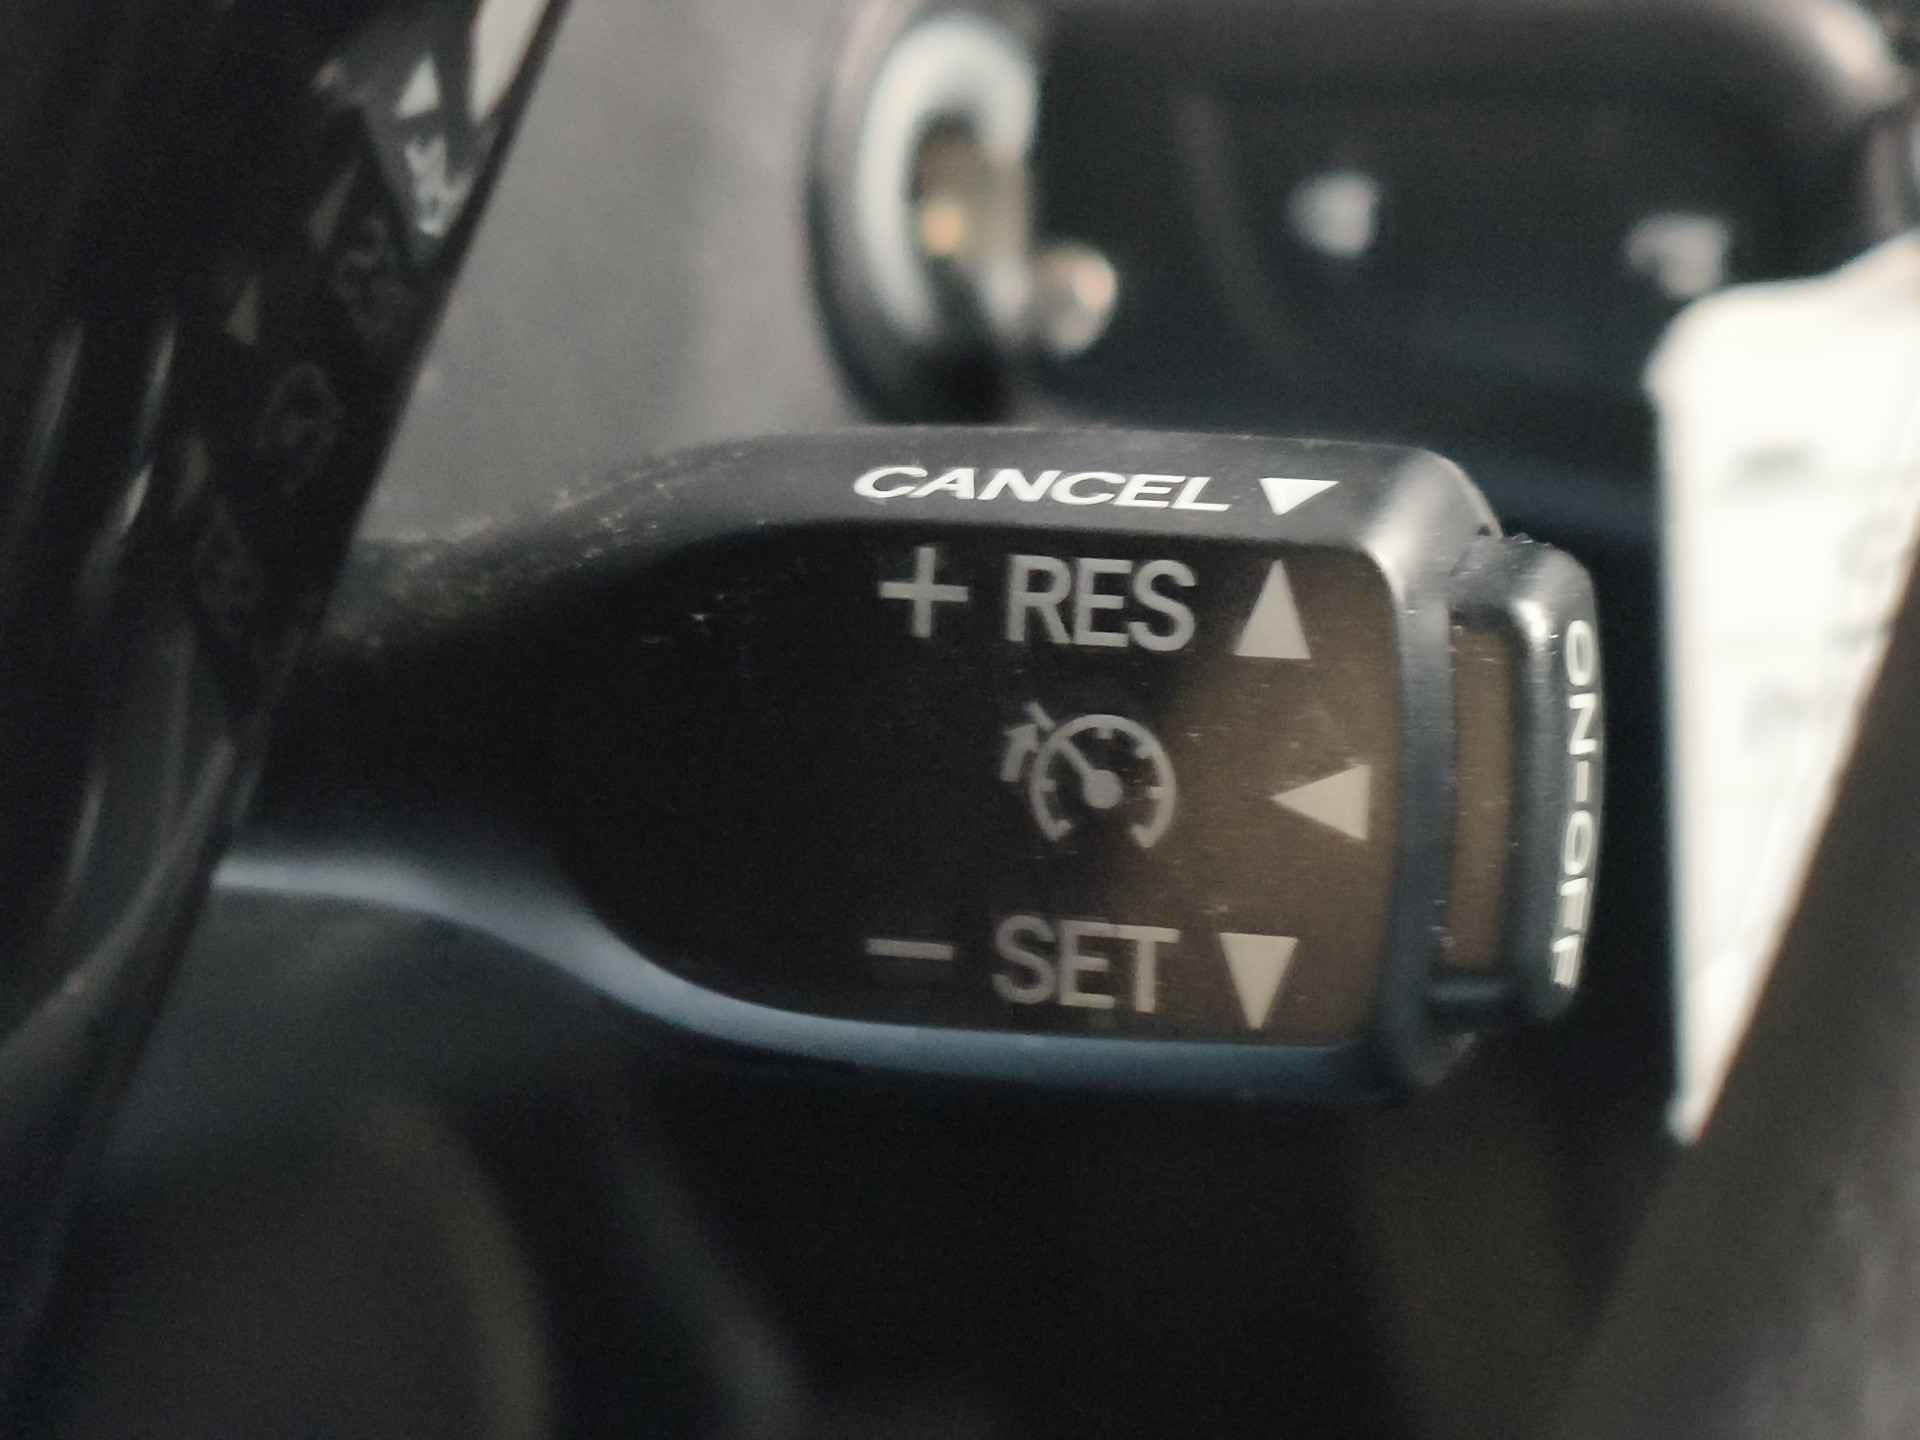 CANCEL ▼
+ RES ▲
◀
− SET ▼
ON-OFF